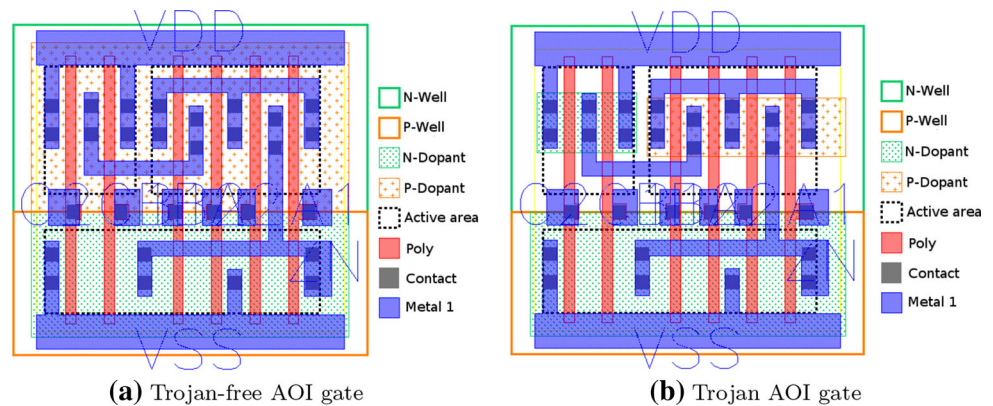 VDD
N-Well
P-Well
N-Dopant
P-Dopant
Active area
Poly
Contact
Metal 1
VSS
(a) Trojan-free AOI gate
VDD
N-Well
P-Well
N-Dopant
P-Dopant
Active area
Poly
Contact
Metal 1
VSS
(b) Trojan AOI gate